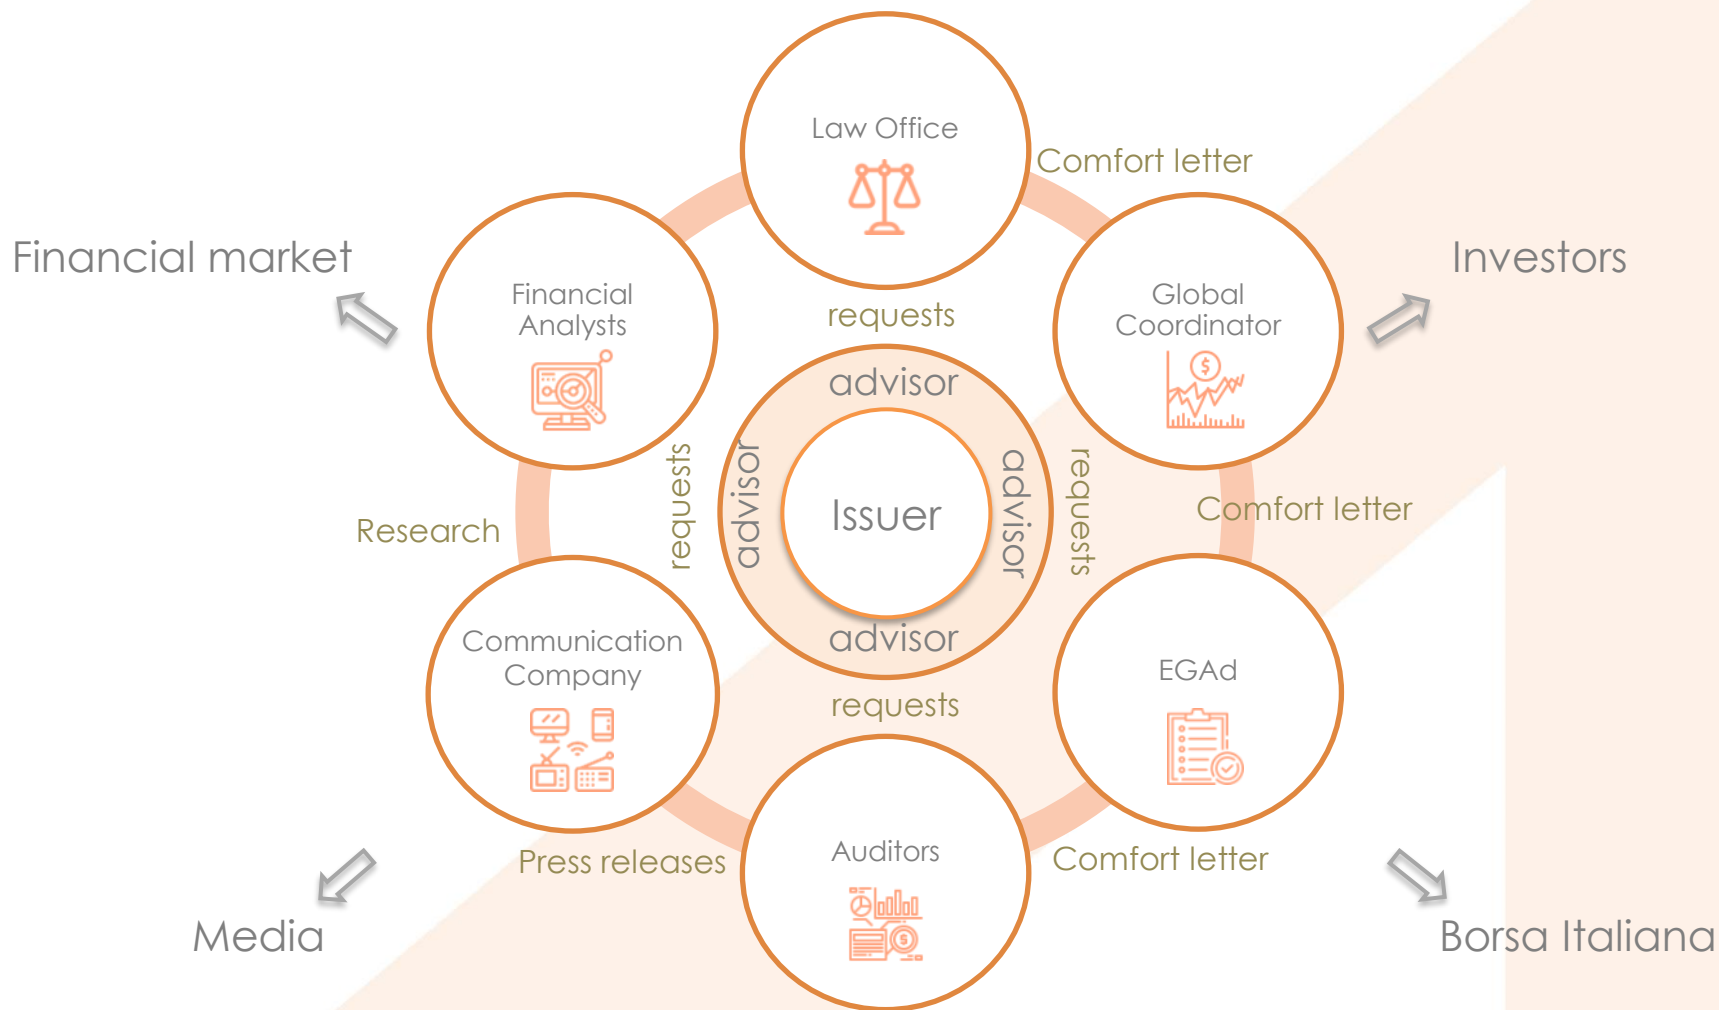 Law Office
Comfort letter
Financial market
Investors
Financial
Analysts
requests
Global
Coordinator
advisor
requests
advisor
Issuer
advisor
requests
Research
Comfort letter
advisor
Communication
Company
EGAd
requests
Press releases
Auditors
Comfort letter
Media
Borsa Italiana